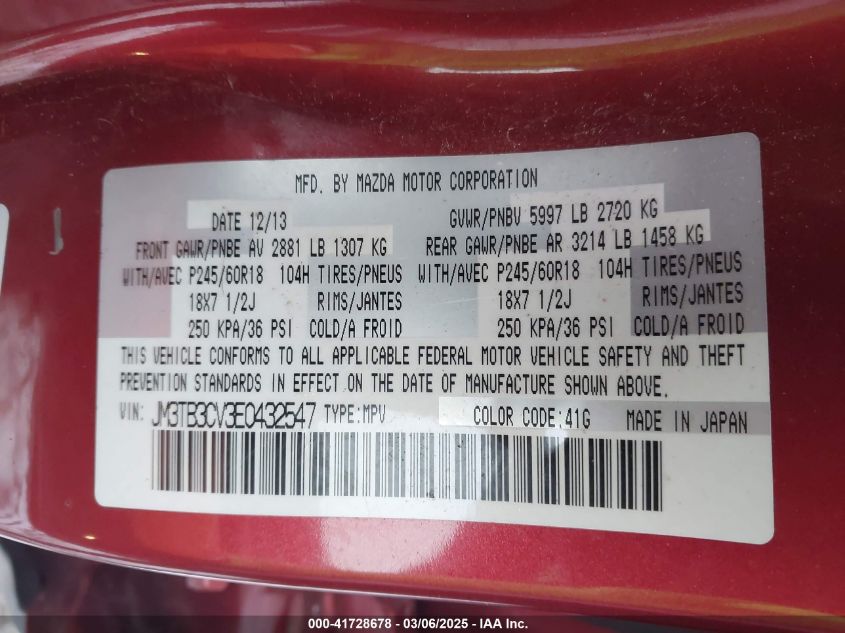 MFD. BY MAZDA MOTOR CORPORATION
DATE 12/13 GVWR/PNBV 5997 LB 2720 KG
FRONT GAWR/PNBE AV 2881 LB 1307 KG REAR GAWR/PNBE AR 3214 LB 1458 KG
WITH/AVEC P245/60R18 104H TIRES/PNEUS WITH/AVEC P245/60R18 104H TIRES/PNEUS
18X7 1/2J RIMS/JANTES 18X7 1/2J RIMS/JANTES
250 KPA/36 PSI COLD/A FROID 250 KPA/36 PSI COLD/A FROID
THIS VEHICLE CONFORMS TO ALL APPLICABLE FEDERAL MOTOR VEHICLE SAFETY AND THEFT
PREVENTION STANDARDS IN EFFECT ON THE DATE OF MANUFACTURE SHOWN ABOVE.
VIN: JM3TB3CV3E0432547 TYPE:MPV COLOR CODE:41G MADE IN JAPAN
000-41728678 - 03/06/2025 - IAA Inc.